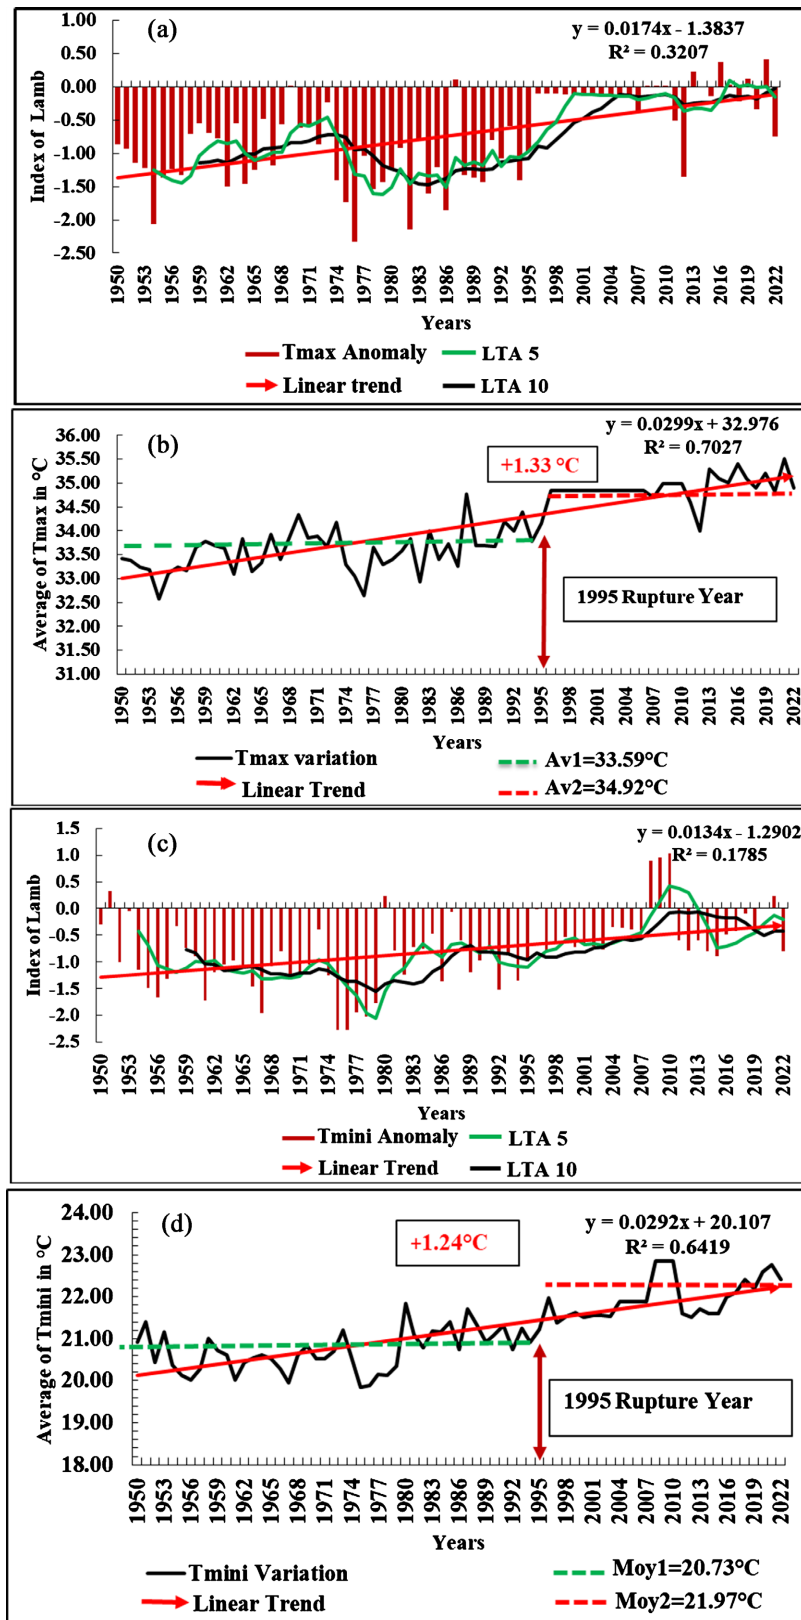 (a)
y = 0.0174x - 1.3837
R² = 0.3207
Index of Lamb
1.00
0.50
0.00
-0.50
-1.00
-1.50
-2.00
-2.50
1950 1953 1956 1959 1962 1965 1968 1971 1974 1977 1980 1983 1986 1989 1992 1995 1998 2001 2004 2007 2010 2013 2016 2019 2022
Years
Tmax Anomaly LTA 5
Linear trend LTA 10
(b)
y = 0.0299x + 32.976
R² = 0.7027
+1.33 °C
Average of Tmax in °C
36.00
35.50
35.00
34.50
34.00
33.50
33.00
32.50
32.00
31.50
31.00
1995 Rupture Year
1950 1953 1956 1959 1962 1965 1968 1971 1974 1977 1980 1983 1986 1989 1992 1995 1998 2001 2004 2007 2010 2013 2016 2019 2022
Years
Tmax variation Av1=33.59°C
Linear Trend Av2=34.92°C
(c)
y = 0.0134x - 1.2902
R² = 0.1785
Index of Lamb
1.5
1.0
0.5
0.0
-0.5
-1.0
-1.5
-2.0
-2.5
1950 1953 1956 1959 1962 1965 1968 1971 1974 1977 1980 1983 1986 1989 1992 1995 1998 2001 2004 2007 2010 2013 2016 2019 2022
Years
Tmini Anomaly LTA 5
Linear Trend LTA 10
(d)
y = 0.0292x + 20.107
R² = 0.6419
+1.24°C
Average of Tmini in °C
24.00
23.00
22.00
21.00
20.00
19.00
18.00
1995 Rupture Year
1950 1953 1956 1959 1962 1965 1968 1971 1974 1977 1980 1983 1986 1989 1992 1995 1998 2001 2004 2007 2010 2013 2016 2019 2022
Years
Tmini Variation Moy1=20.73°C
Linear Trend Moy2=21.97°C